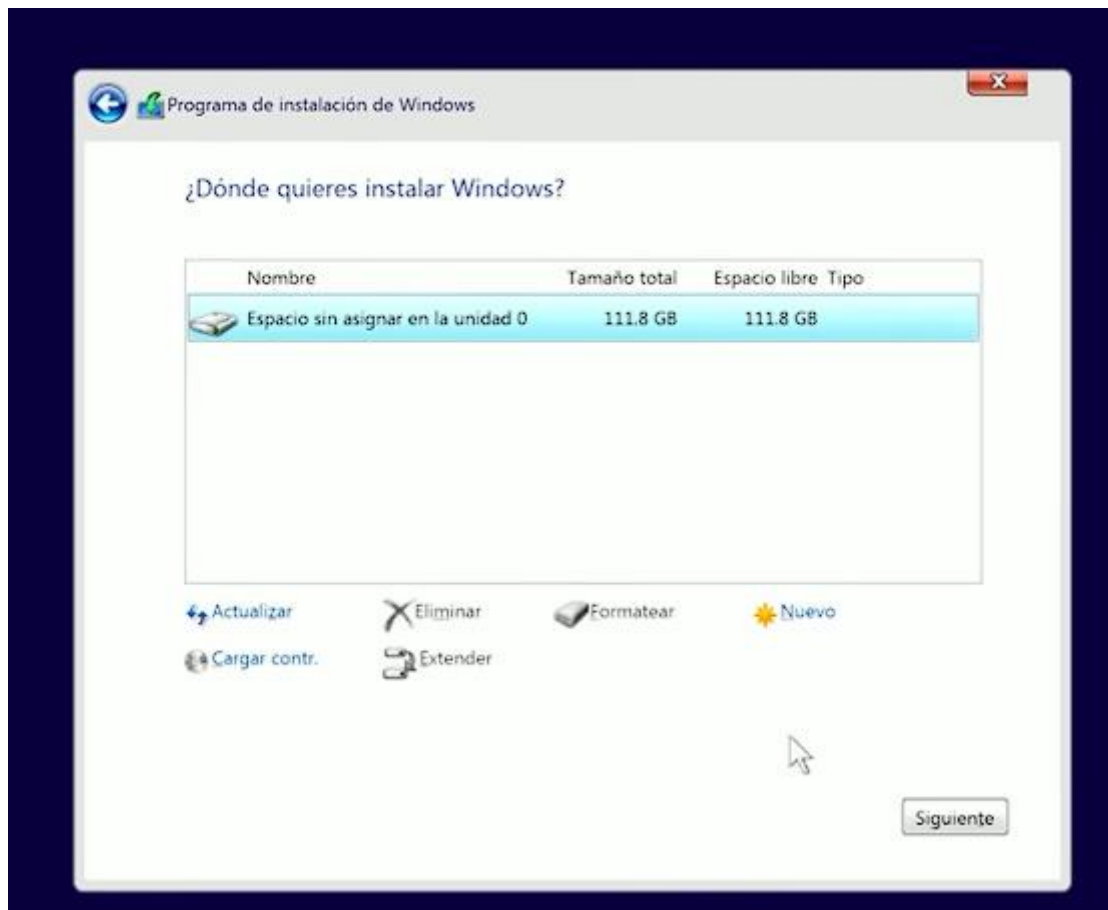 Programa de instalación de Windows
¿Dónde quieres instalar Windows?
Nombre Tamaño total Espacio libre Tipo
Espacio sin asignar en la unidad 0 111.8 GB 111.8 GB
Actualizar Eliminar Formatear Nuevo
Cargar contr. Extender
Siguiente